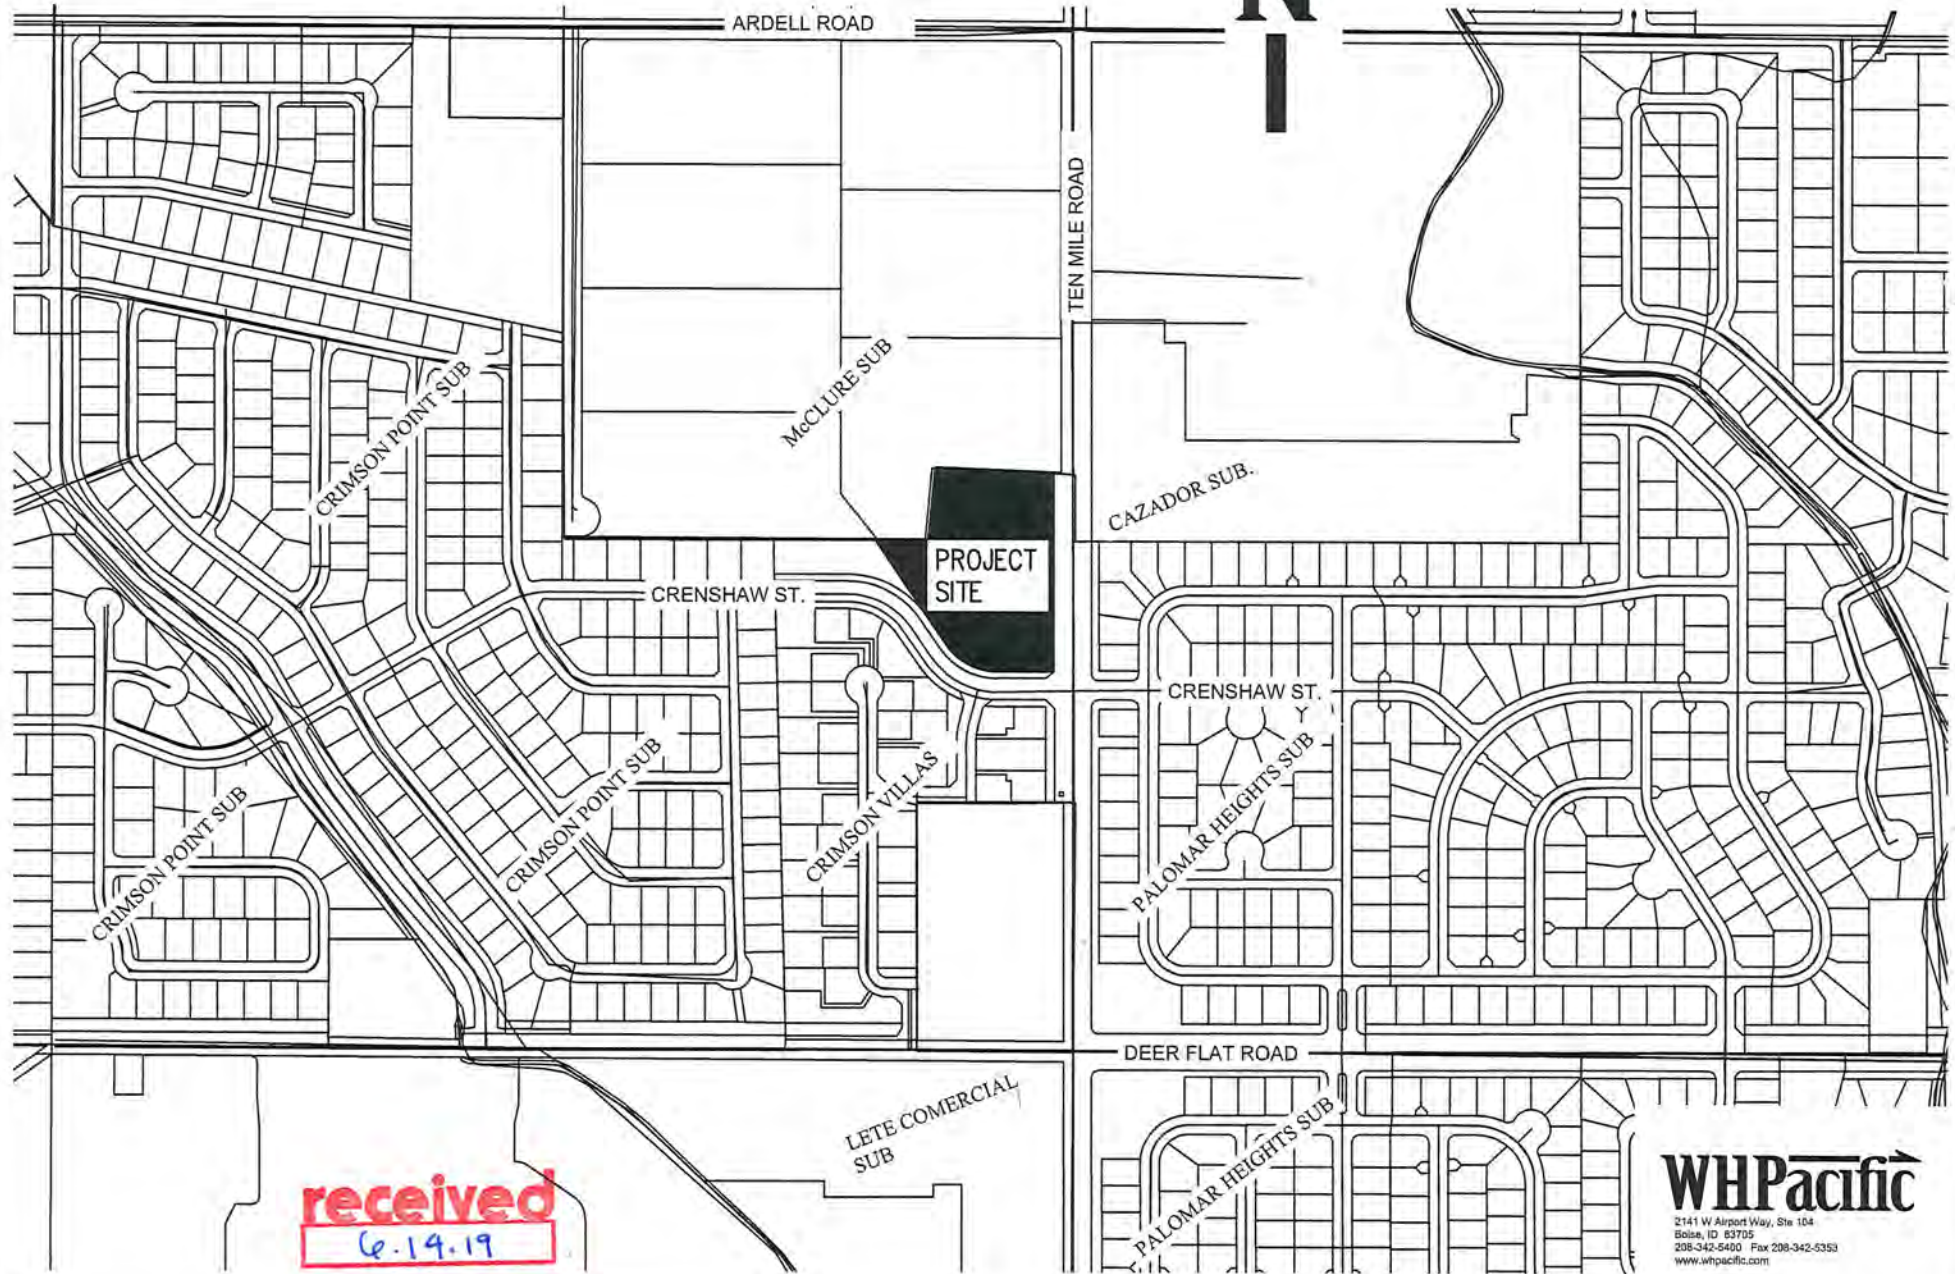 N
ARDELL ROAD
TEN MILE ROAD
McCLURE SUB
CRIMSON POINT SUB
CAZADOR SUB.
PROJECT
SITE
CRENSHAW ST.
CRENSHAW ST.
CRIMSON POINT SUB
CRIMSON POINT SUB
CRIMSON VILLAS
PALOMAR HEIGHTS SUB
DEER FLAT ROAD
LETE COMERCIAL
SUB
PALOMAR HEIGHTS SUB
received
6.19.19
WHPacific
2141 W Airport Way, Ste 104
Boise, ID 83705
208-342-5400 Fax 208-342-5353
www.whpacific.com